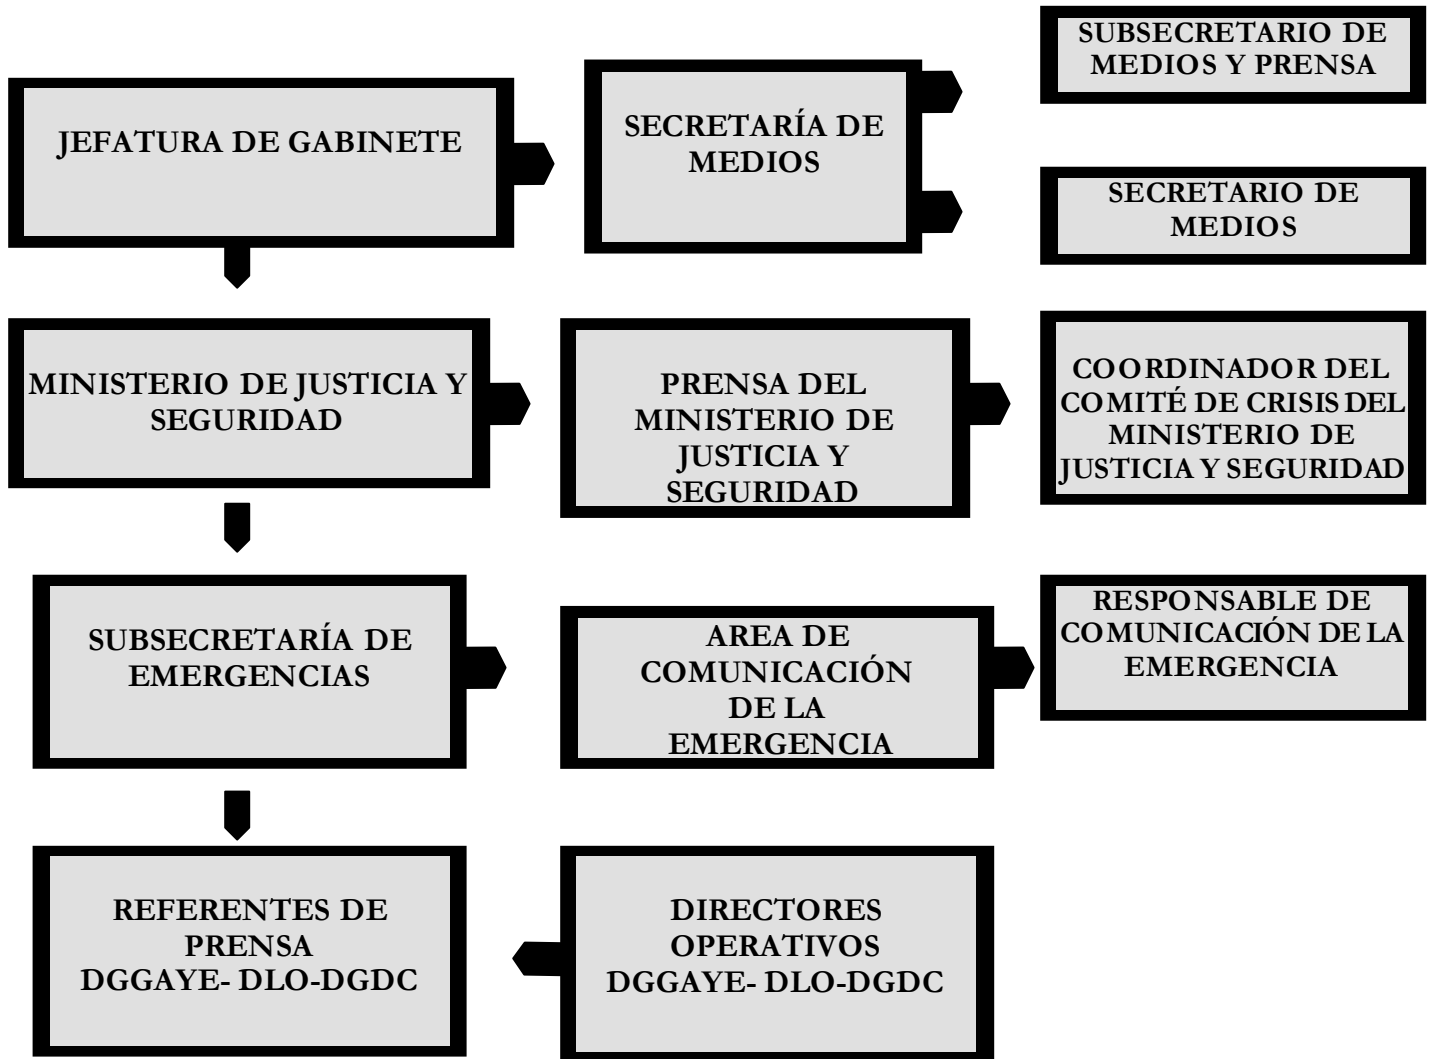 SUBSECRETARIO DE
MEDIOS Y PRENSA
JEFATURA DE GABINETE
SECRETARÍA DE
MEDIOS
SECRETARIO DE
MEDIOS
MINISTERIO DE JUSTICIA Y
SEGURIDAD
PRENSA DEL
MINISTERIO DE
JUSTICIA Y
SEGURIDAD
COORDINADOR DEL
COMITÉ DE CRISIS DEL
MINISTERIO DE
JUSTICIA Y SEGURIDAD
SUBSECRETARÍA DE
EMERGENCIAS
AREA DE
COMUNICACIÓN
DE LA
EMERGENCIA
RESPONSABLE DE
COMUNICACIÓN DE LA
EMERGENCIA
REFERENTES DE
PRENSA
DGGAYE- DLO-DGDC
DIRECTORES
OPERATIVOS
DGGAYE- DLO-DGDC